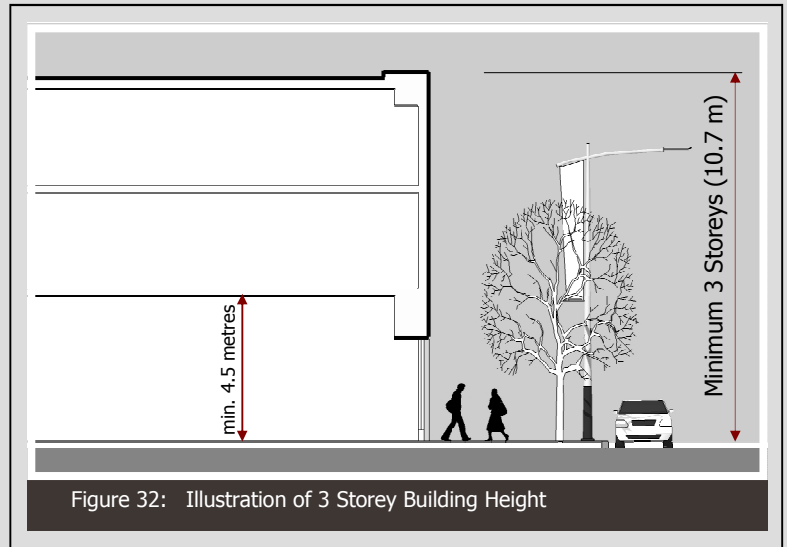 min. 4.5 metres
Minimum 3 Storeys (10.7 m)
Figure 32: Illustration of 3 Storey Building Height